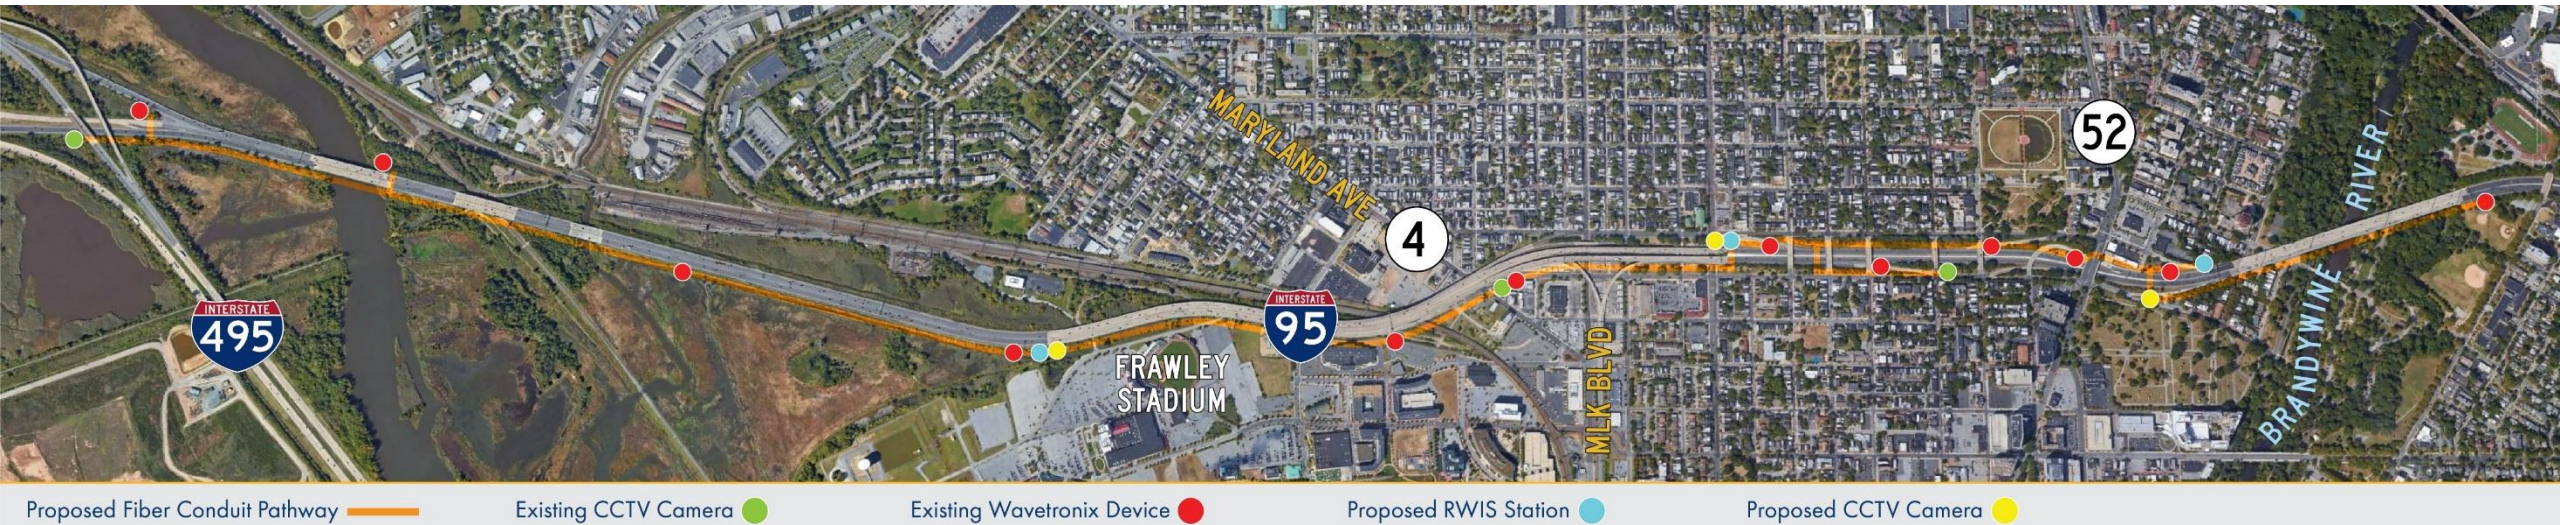 MARYLAND AVE
52
RIVER
4
INTERSTATE
495
INTERSTATE
95
FRAWLEY
STADIUM
MLK BLVD
BRANDYWINE
Proposed Fiber Conduit Pathway
Existing CCTV Camera
Existing Wavetronix Device
Proposed RWIS Station
Proposed CCTV Camera